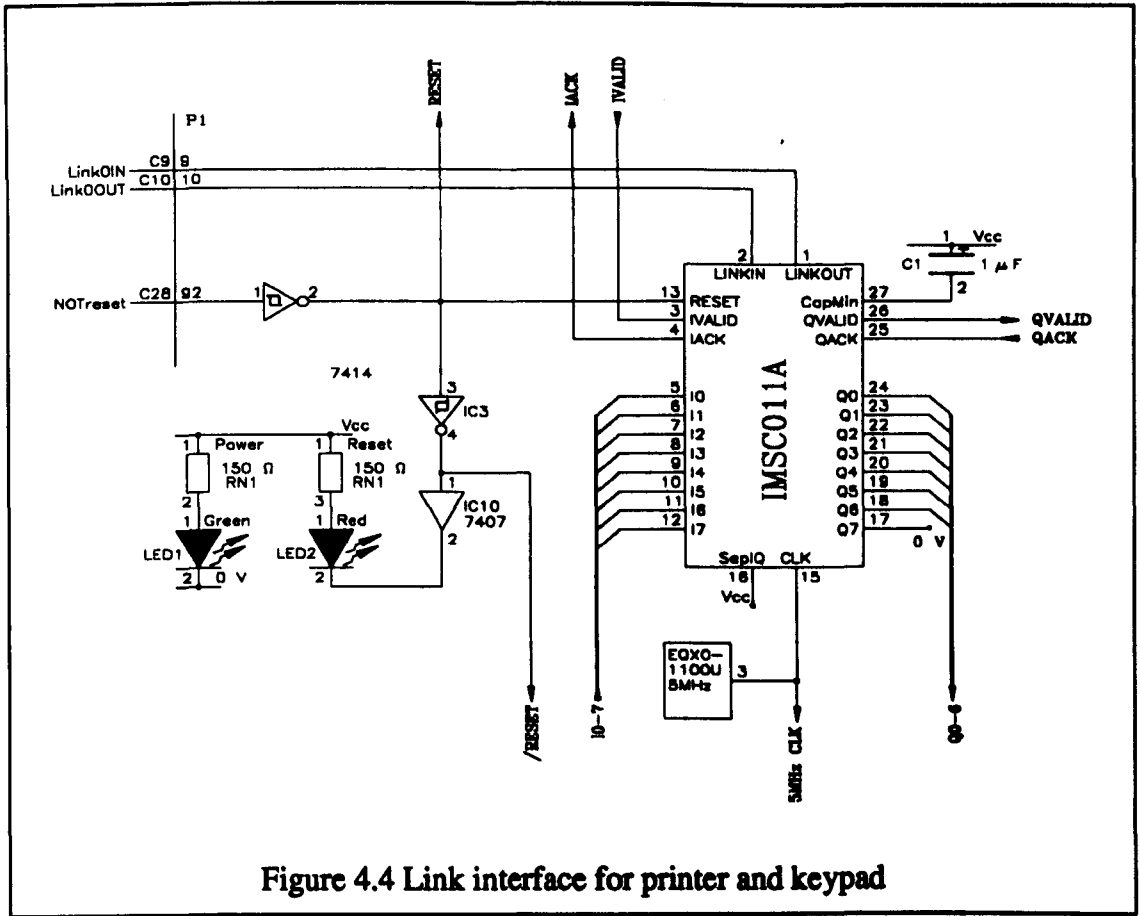 RESET
IACK
IVALID
P1
Link0IN C9 9
Link0OUT C10 10
NOTreset C28 92
1 2
7414
3
IC3
4
Vcc
1 Power
150 Ω
RN1
2
1 Green
LED1
2 0 V
1 Reset
150 Ω
RN1
3
1 Red
LED2
2
1
IC10
7407
2
/RESET
2 1
LINKIN LINKOUT
1 Vcc
C1 1 μF
2
13 RESET
3 IVALID
4 IACK
CapMin 27
QVALID 26 QVALID
QACK 25 QACK
5 I0
6 I1
7 I2
8 I3
9 I4
10 I5
11 I6
12 I7
IMSC011A
Q0 24
Q1 23
Q2 22
Q3 21
Q4 20
Q5 19
Q6 18
Q7 17
0 V
SepIQ CLK
16 15
Vcc
EQXO-
1100U
5MHz
3
I0-7
5MHz CLK
Q0-6
Figure 4.4 Link interface for printer and keypad